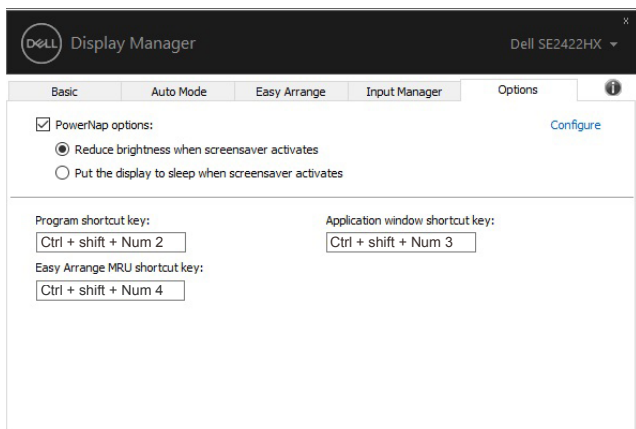 x
DELL Display Manager Dell SE2422HX
Basic Auto Mode Easy Arrange Input Manager Options i
PowerNap options: Configure
Reduce brightness when screensaver activates
Put the display to sleep when screensaver activates
Program shortcut key: Application window shortcut key:
Ctrl + shift + Num 2 Ctrl + shift + Num 3
Easy Arrange MRU shortcut key:
Ctrl + shift + Num 4